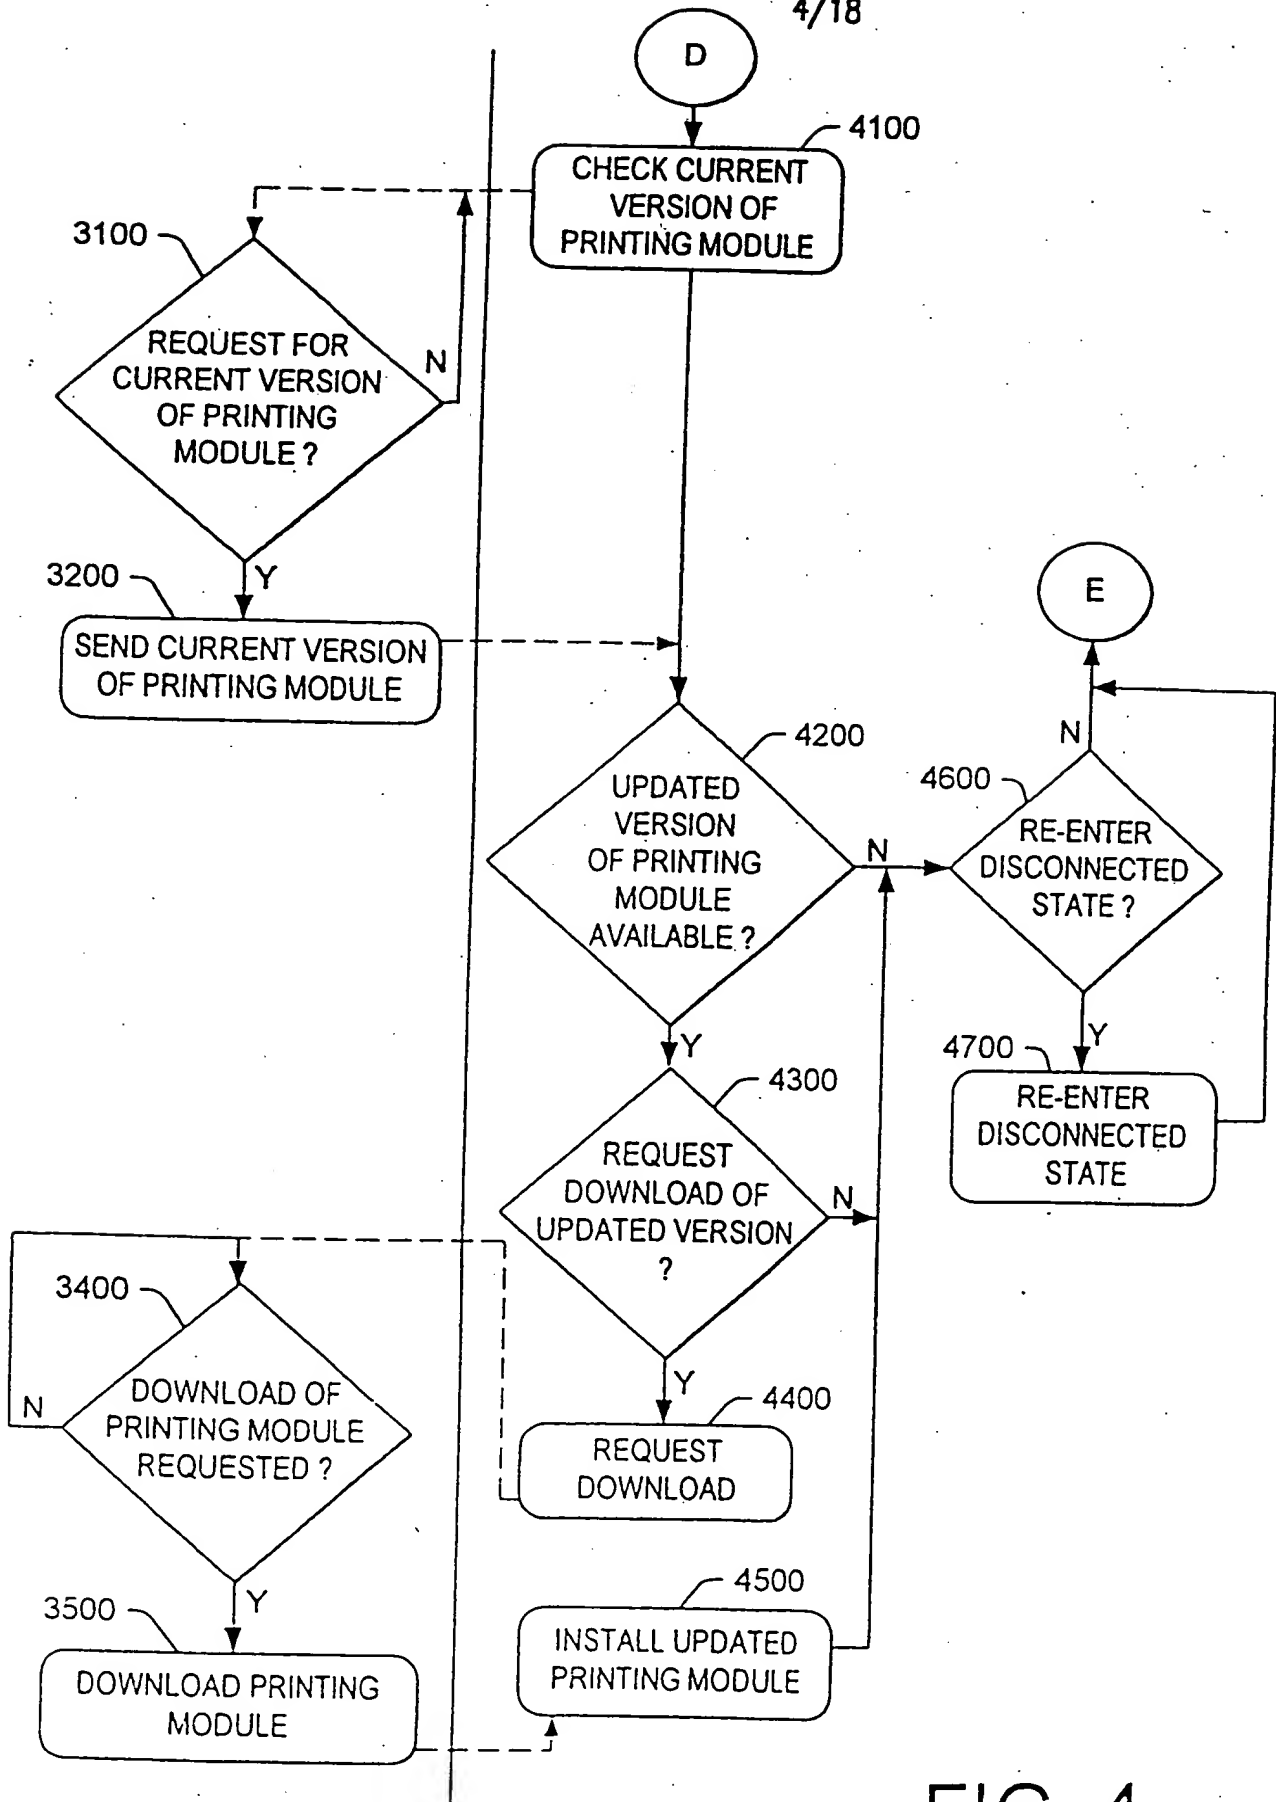 4/18
D
4100
CHECK CURRENT
VERSION OF
PRINTING MODULE
3100
REQUEST FOR
CURRENT VERSION
OF PRINTING
MODULE ?
N
Y
3200
SEND CURRENT VERSION
OF PRINTING MODULE
E
4200
UPDATED
VERSION
OF PRINTING
MODULE
AVAILABLE ?
N
Y
N
4600
RE-ENTER
DISCONNECTED
STATE ?
Y
4700
RE-ENTER
DISCONNECTED
STATE
4300
REQUEST
DOWNLOAD OF
UPDATED VERSION
?
N
Y
3400
DOWNLOAD OF
PRINTING MODULE
REQUESTED ?
N
Y
4400
REQUEST
DOWNLOAD
4500
INSTALL UPDATED
PRINTING MODULE
3500
DOWNLOAD PRINTING
MODULE
FIG. 4